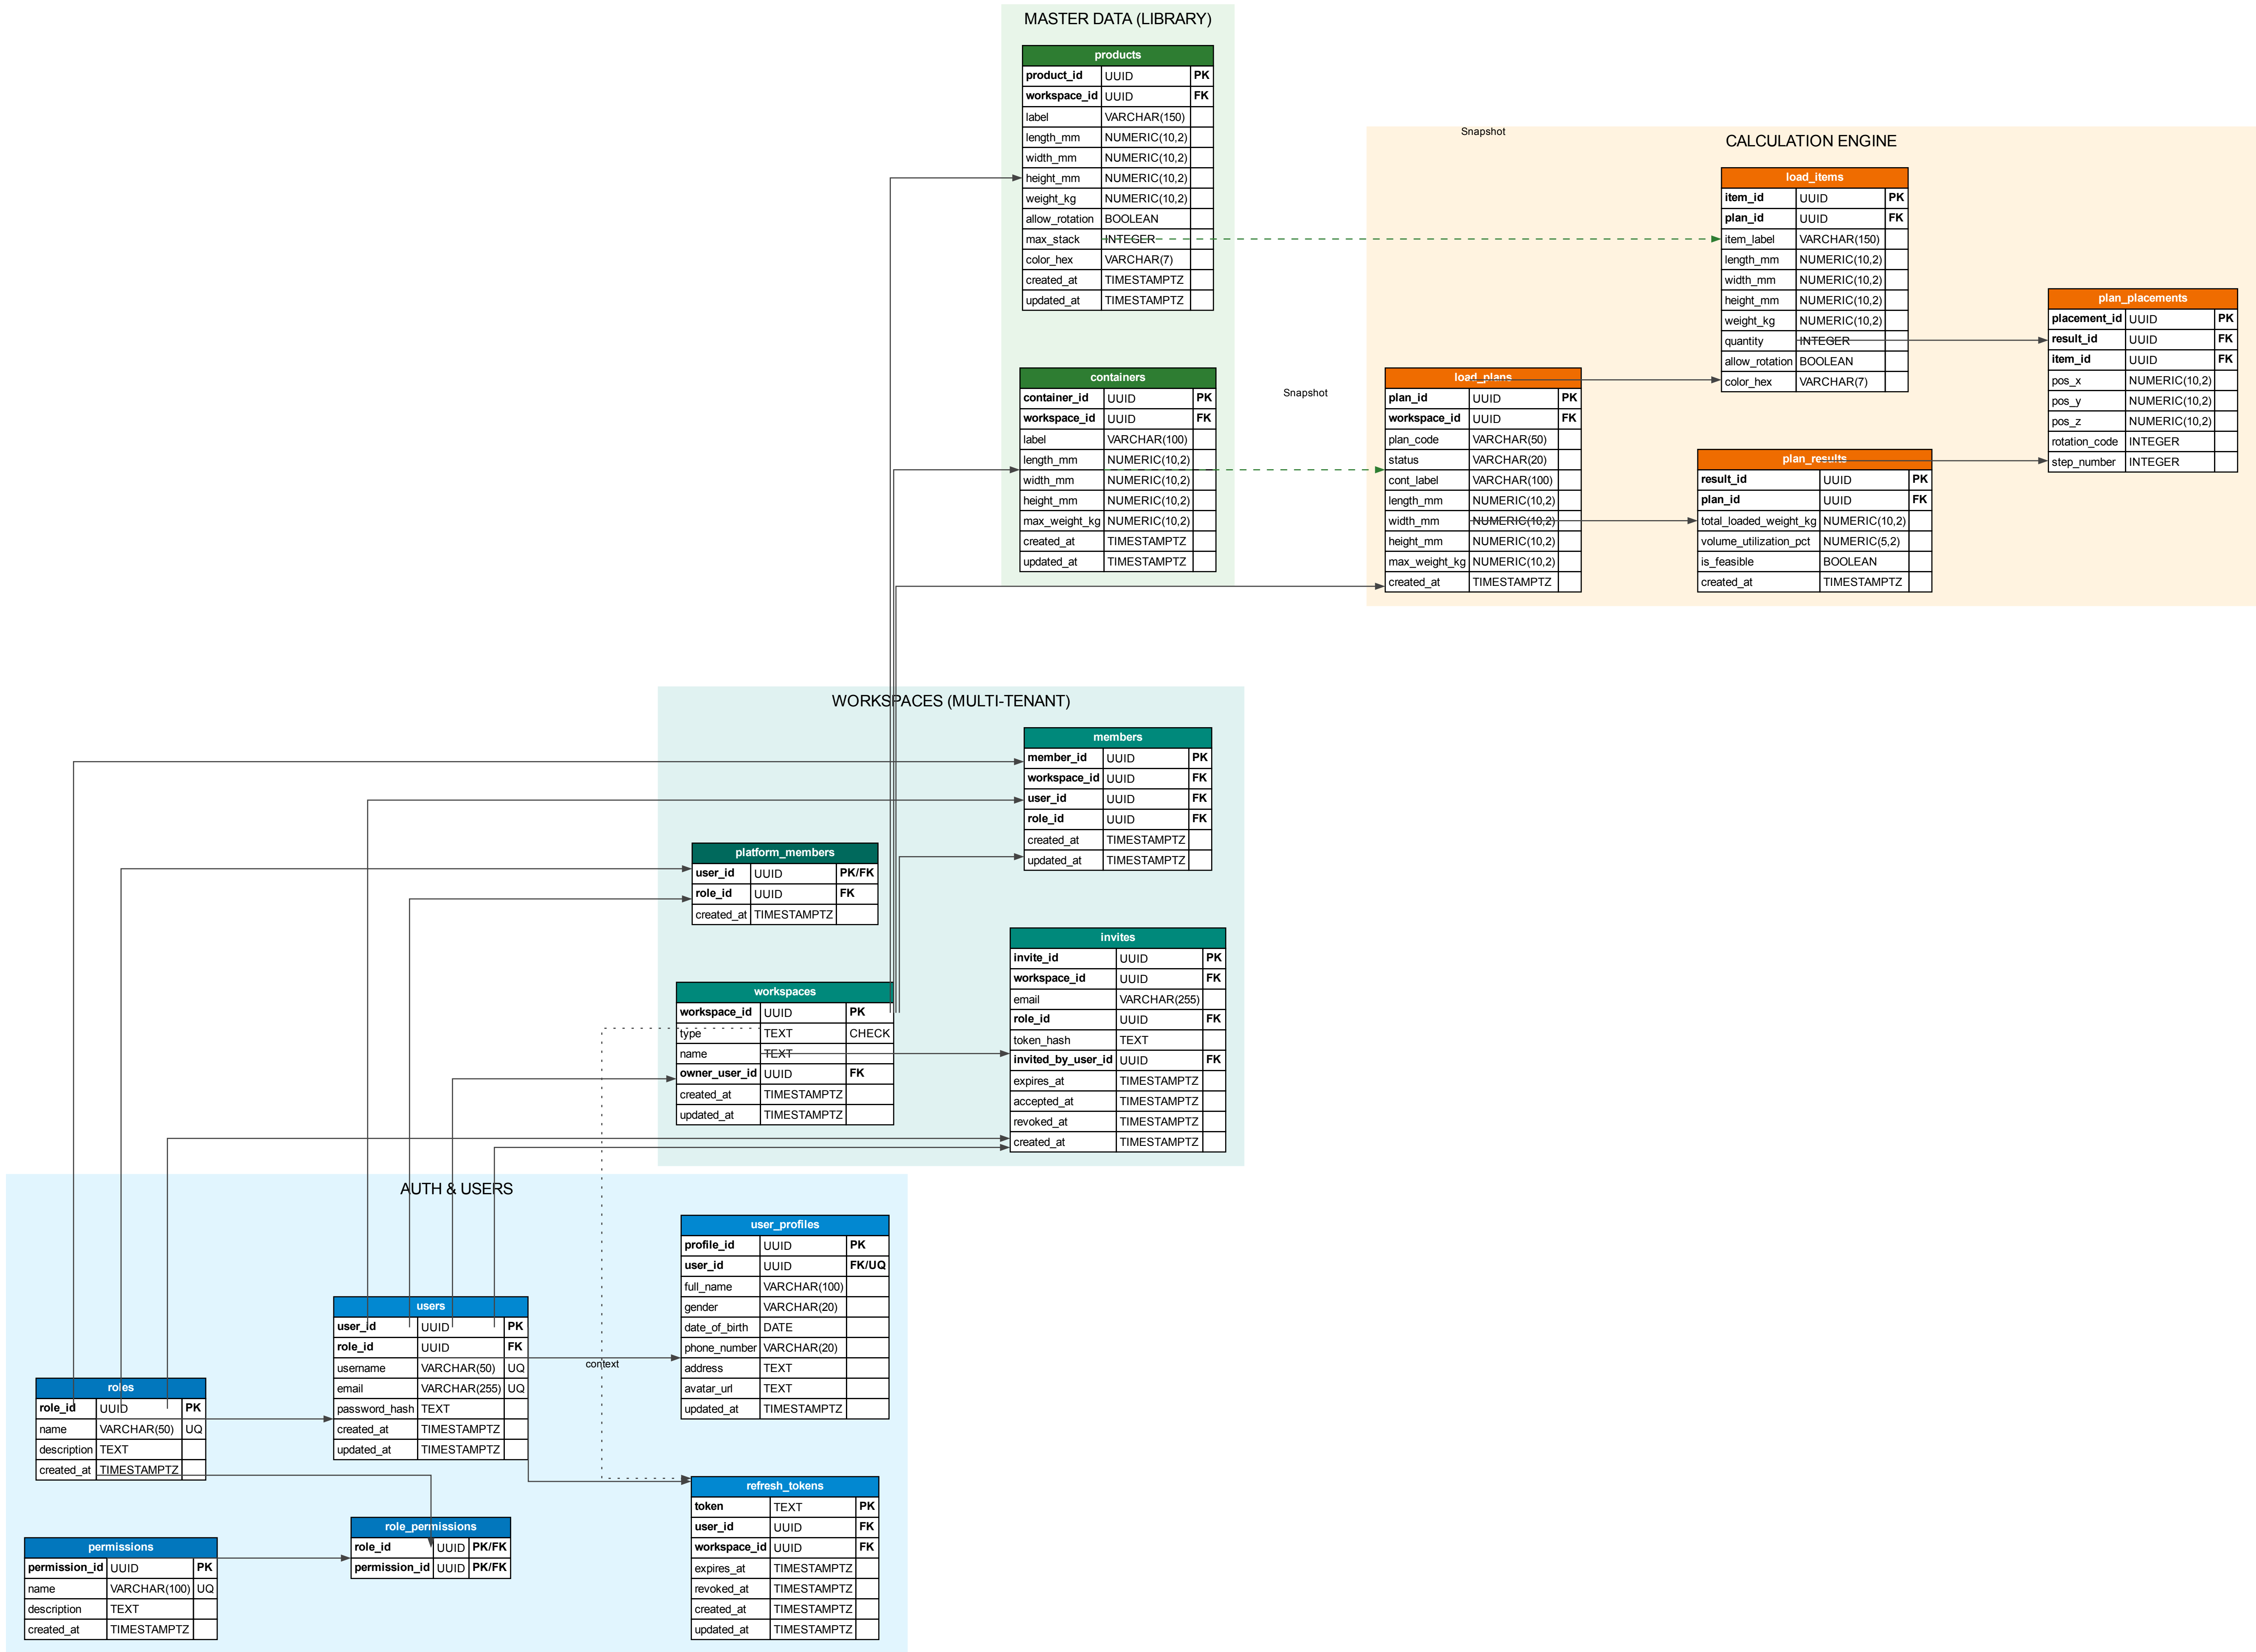 MASTER DATA (LIBRARY)
products
product_id UUID PK
workspace_id UUID FK
label VARCHAR(150)
length_mm NUMERIC(10,2)
width_mm NUMERIC(10,2)
height_mm NUMERIC(10,2)
weight_kg NUMERIC(10,2)
allow_rotation BOOLEAN
max_stack INTEGER
color_hex VARCHAR(7)
created_at TIMESTAMPTZ
updated_at TIMESTAMPTZ
containers
container_id UUID PK
workspace_id UUID FK
label VARCHAR(100)
length_mm NUMERIC(10,2)
width_mm NUMERIC(10,2)
height_mm NUMERIC(10,2)
max_weight_kg NUMERIC(10,2)
created_at TIMESTAMPTZ
updated_at TIMESTAMPTZ
Snapshot
Snapshot
CALCULATION ENGINE
load_items
item_id UUID PK
plan_id UUID FK
item_label VARCHAR(150)
length_mm NUMERIC(10,2)
width_mm NUMERIC(10,2)
height_mm NUMERIC(10,2)
weight_kg NUMERIC(10,2)
quantity INTEGER
allow_rotation BOOLEAN
color_hex VARCHAR(7)
plan_placements
placement_id UUID PK
result_id UUID FK
item_id UUID FK
pos_x NUMERIC(10,2)
pos_y NUMERIC(10,2)
pos_z NUMERIC(10,2)
rotation_code INTEGER
step_number INTEGER
load_plans
plan_id UUID PK
workspace_id UUID FK
plan_code VARCHAR(50)
status VARCHAR(20)
cont_label VARCHAR(100)
length_mm NUMERIC(10,2)
width_mm NUMERIC(10,2)
height_mm NUMERIC(10,2)
max_weight_kg NUMERIC(10,2)
created_at TIMESTAMPTZ
plan_results
result_id UUID PK
plan_id UUID FK
total_loaded_weight_kg NUMERIC(10,2)
volume_utilization_pct NUMERIC(5,2)
is_feasible BOOLEAN
created_at TIMESTAMPTZ
WORKSPACES (MULTI-TENANT)
members
member_id UUID PK
workspace_id UUID FK
user_id UUID FK
role_id UUID FK
created_at TIMESTAMPTZ
updated_at TIMESTAMPTZ
platform_members
user_id UUID PK/FK
role_id UUID FK
created_at TIMESTAMPTZ
invites
invite_id UUID PK
workspace_id UUID FK
email VARCHAR(255)
role_id UUID FK
token_hash TEXT
invited_by_user_id UUID FK
expires_at TIMESTAMPTZ
accepted_at TIMESTAMPTZ
revoked_at TIMESTAMPTZ
created_at TIMESTAMPTZ
workspaces
workspace_id UUID PK
type TEXT CHECK
name TEXT
owner_user_id UUID FK
created_at TIMESTAMPTZ
updated_at TIMESTAMPTZ
AUTH & USERS
user_profiles
profile_id UUID PK
user_id UUID FK/UQ
full_name VARCHAR(100)
gender VARCHAR(20)
date_of_birth DATE
phone_number VARCHAR(20)
address TEXT
avatar_url TEXT
updated_at TIMESTAMPTZ
users
user_id UUID PK
role_id UUID FK
username VARCHAR(50) UQ
email VARCHAR(255) UQ
password_hash TEXT
created_at TIMESTAMPTZ
updated_at TIMESTAMPTZ
context
roles
role_id UUID PK
name VARCHAR(50) UQ
description TEXT
created_at TIMESTAMPTZ
refresh_tokens
token TEXT PK
user_id UUID FK
workspace_id UUID FK
expires_at TIMESTAMPTZ
revoked_at TIMESTAMPTZ
created_at TIMESTAMPTZ
updated_at TIMESTAMPTZ
role_permissions
role_id UUID PK/FK
permission_id UUID PK/FK
permissions
permission_id UUID PK
name VARCHAR(100) UQ
description TEXT
created_at TIMESTAMPTZ